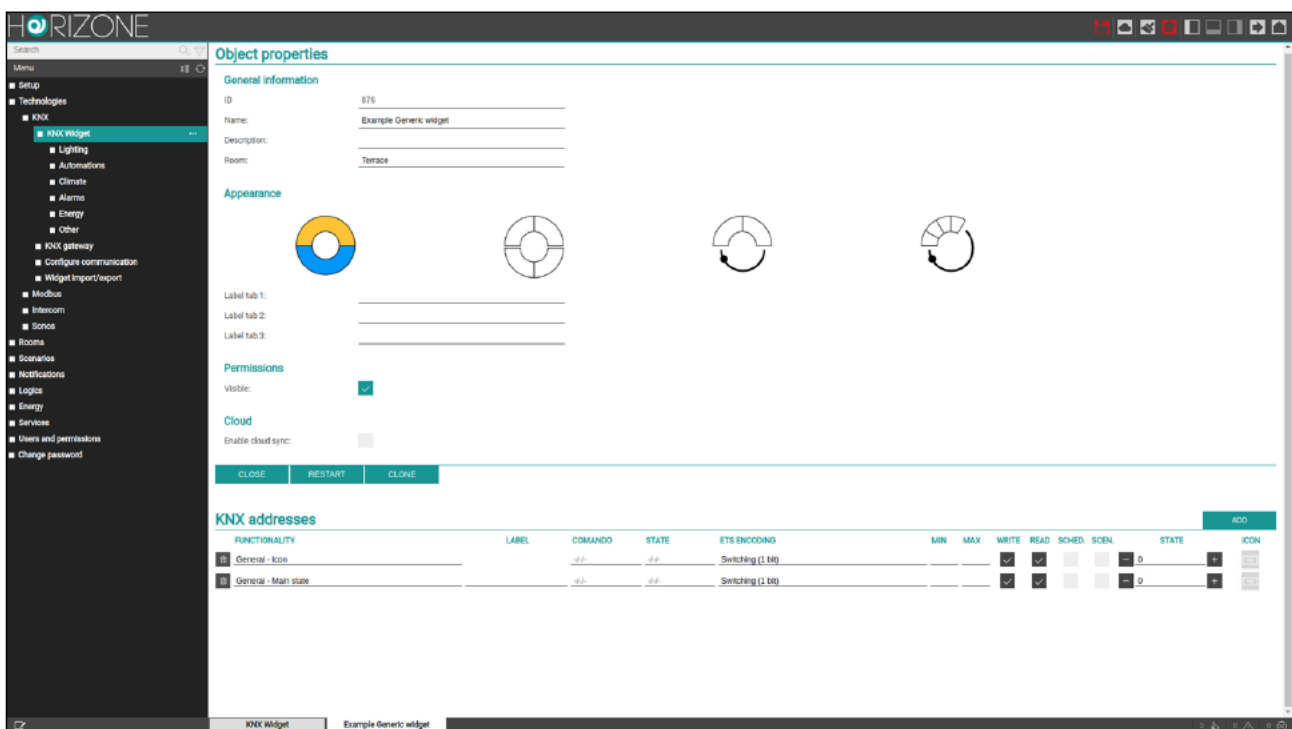 HORIZONE
Search
Menu
Setup
Technologies
KNX
KNX Widget ...
Lighting
Automations
Climate
Alarms
Energy
Other
KNX gateway
Configure communication
Widget Import/export
Modbus
Intercom
Sonos
Rooms
Scenarios
Notifications
Logics
Energy
Services
Users and permissions
Change password
Object properties
General information
ID 876
Name: Example Generic widget
Description:
Room: Terrace
Appearance
Label tab 1:
Label tab 2:
Label tab 3:
Permissions
Visible:
Cloud
Enable cloud sync:
CLOSE RESTART CLONE
KNX addresses ADD
FUNCTIONALITY LABEL COMANDO STATE ETS ENCODING MIN MAX WRITE READ SCHED. SCEN. STATE ICON
General - Icon -/-/- -/-/- Switching (1 bit) 0
General - Main state -/-/- -/-/- Switching (1 bit) 0
KNX Widget Example Generic widget 0 0 0